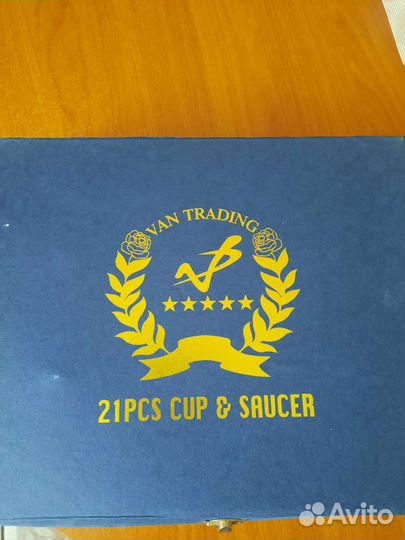 VAN TRADING
21PCS CUP & SAUCER
Avito